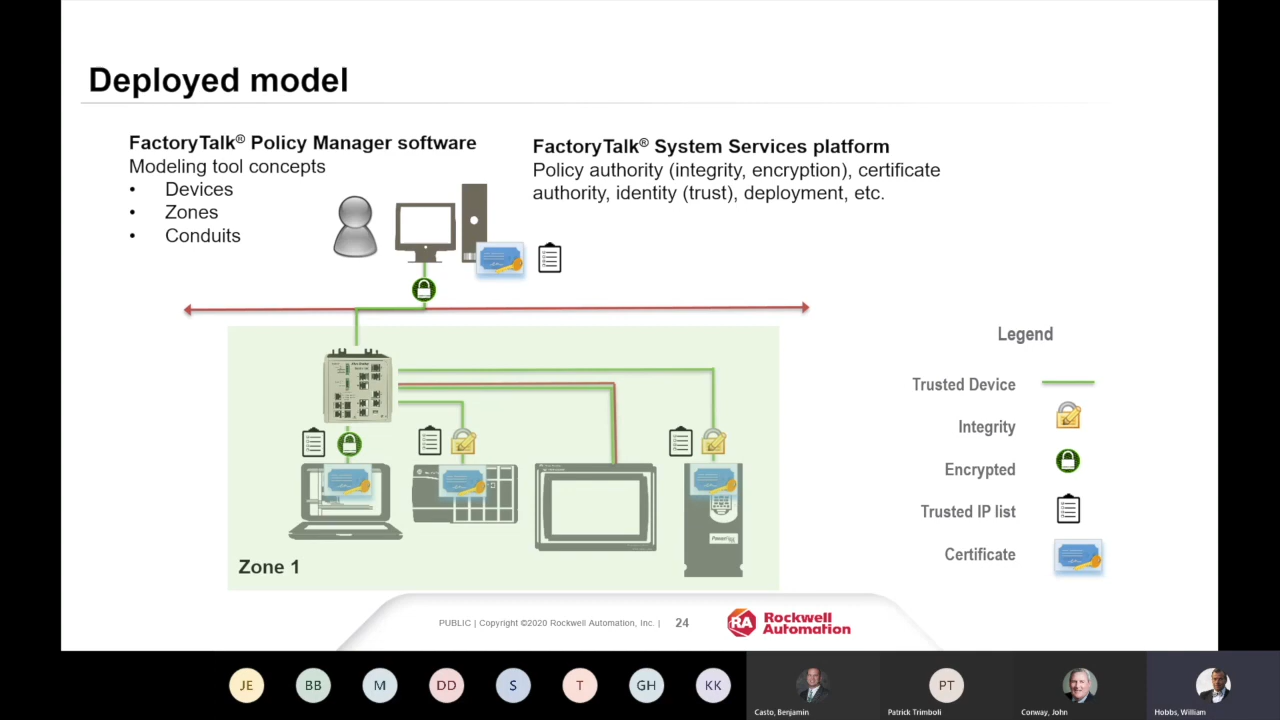 Deployed model
FactoryTalk® Policy Manager software
Modeling tool concepts
• Devices
• Zones
• Conduits
FactoryTalk® System Services platform
Policy authority (integrity, encryption), certificate
authority, identity (trust), deployment, etc.
Legend
Trusted Device
Integrity
Encrypted
Trusted IP list
Certificate
PowerFlex
Zone 1
PUBLIC | Copyright ©2020 Rockwell Automation, Inc. | 24
RA Rockwell
Automation
JE BB M DD S T GH KK PT
Casto, Benjamin
Patrick Trimboli
Conway, John
Hobbs, William